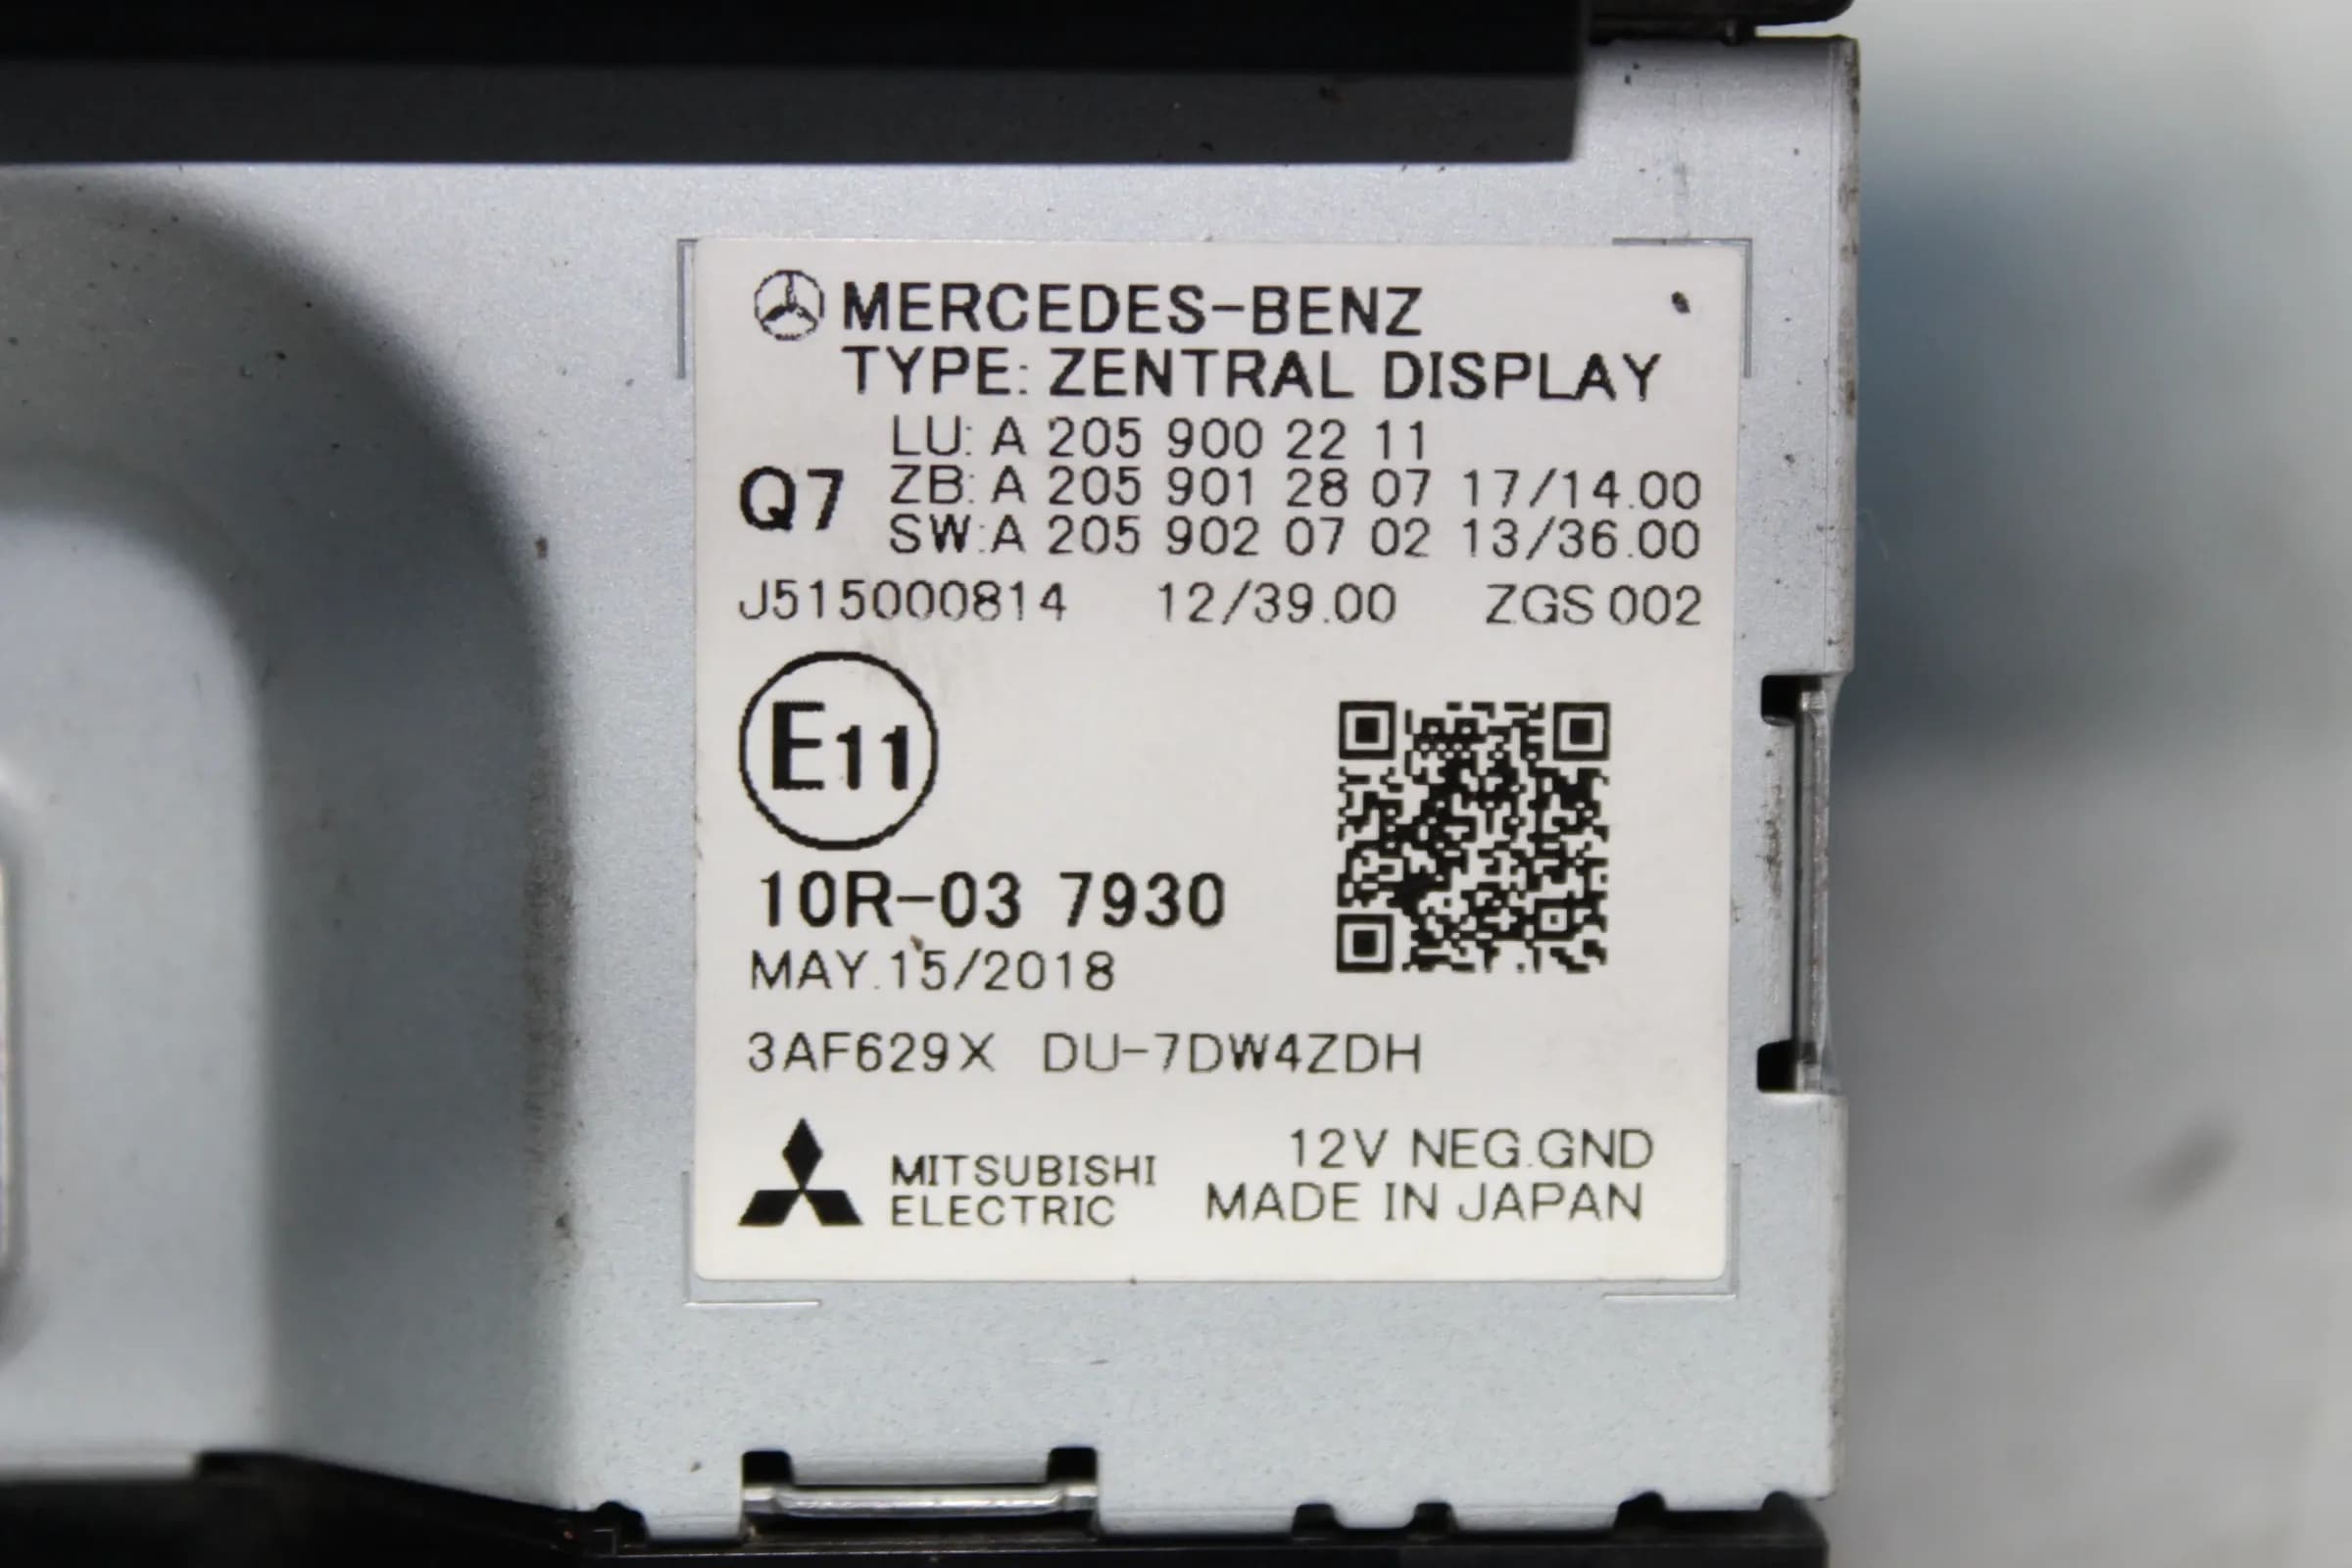 MERCEDES-BENZ
TYPE: ZENTRAL DISPLAY
LU: A 205 900 22 11
Q7 ZB: A 205 901 28 07 17/14.00
SW:A 205 902 07 02 13/36.00
J515000814 12/39.00 ZGS 002
E11
10R-03 7930
MAY.15/2018
3AF629X DU-7DW4ZDH
MITSUBISHI ELECTRIC
12V NEG.GND
MADE IN JAPAN